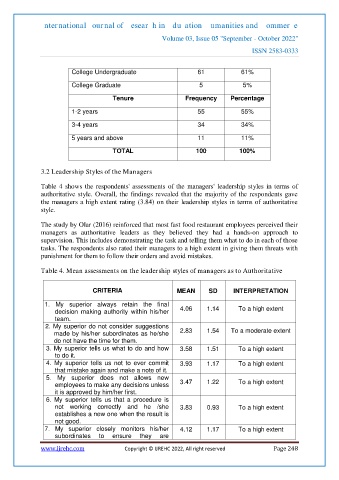 nternational ournal of esear h in du ation umanities and ommer e
Volume 03, Issue 05 "September - October 2022"
ISSN 2583-0333
College Undergraduate 61 61%
College Graduate 5 5%
Tenure Frequency Percentage
1-2 years 55 55%
3-4 years 34 34%
5 years and above 11 11%
TOTAL 100 100%
3.2 Leadership Styles of the Managers
Table 4 shows the respondents' assessments of the managers' leadership styles in terms of
authoritative style. Overall, the findings revealed that the majority of the respondents gave
the managers a high extent rating (3.84) on their leadership styles in terms of authoritative
style.
The study by Olur (2016) reinforced that most fast food restaurant employees perceived their
managers as authoritative leaders as they believed they had a hands-on approach to
supervision. This includes demonstrating the task and telling them what to do in each of those
tasks. The respondents also rated their managers to a high extent in giving them threats with
punishment for them to follow their orders and avoid mistakes.
Table 4. Mean assessments on the leadership styles of managers as to Authoritative
CRITERIA MEAN SD INTERPRETATION
1. My superior always retain the final
decision making authority within his/her
team. 4.06 1.14 To a high extent
2. My superior do not consider suggestions
made by his/her subordinates as he/she
do not have the time for them. 2.83 1.54 To a moderate extent
3. My superior tells us what to do and how
to do it. 3.58 1.51 To a high extent
4. My superior tells us not to ever commit
that mistake again and make a note of it. 3.93 1.17 To a high extent
5. My superior does not allows new
employees to make any decisions unless
it is approved by him/her first. 3.47 1.22 To a high extent
6. My superior tells us that a procedure is
not working correctly and he /she
establishes a new one when the result is
not good. 3.83 0.93 To a high extent
7. My superior closely monitors his/her
subordinates to ensure they are 4.12 1.17 To a high extent
www.ijrehc.com Copyright © IJREHC 2022, All right reserved Page 248